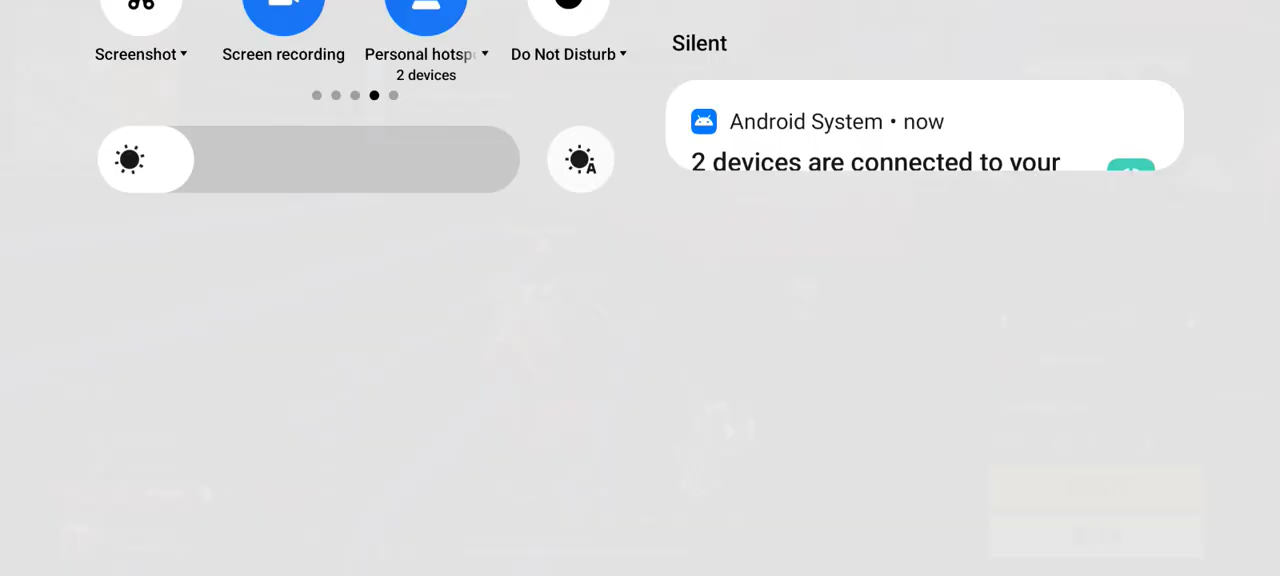 Screenshot
Screen recording
Personal hotsp
Do Not Disturb
2 devices
A
Silent
Android System • now
2 devices are connected to your